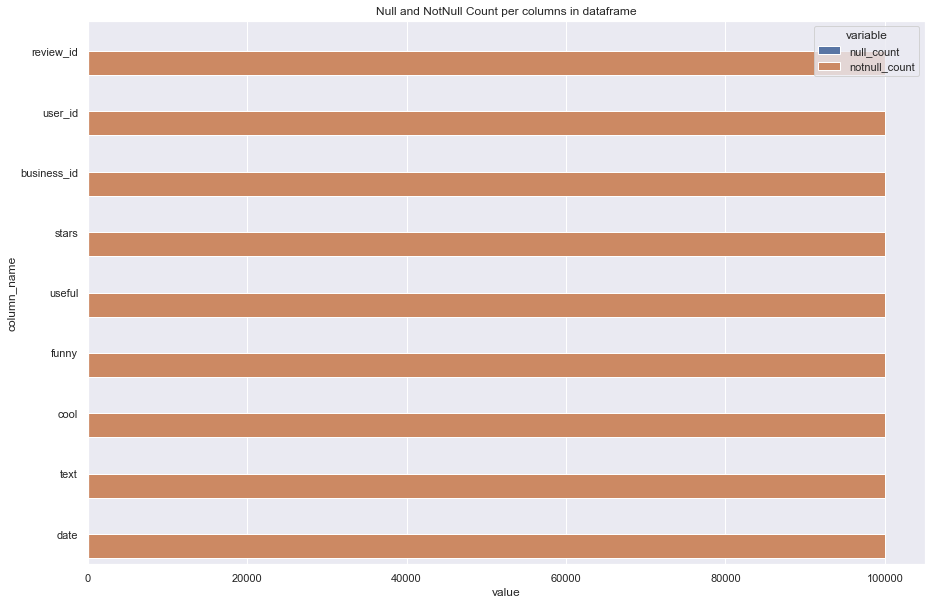 Null and NotNull Count per columns in dataframe
variable
null_count
notnull_count
review_id
user_id
business_id
stars
useful
funny
cool
text
date
column_name
0 20000 40000 60000 80000 100000
value